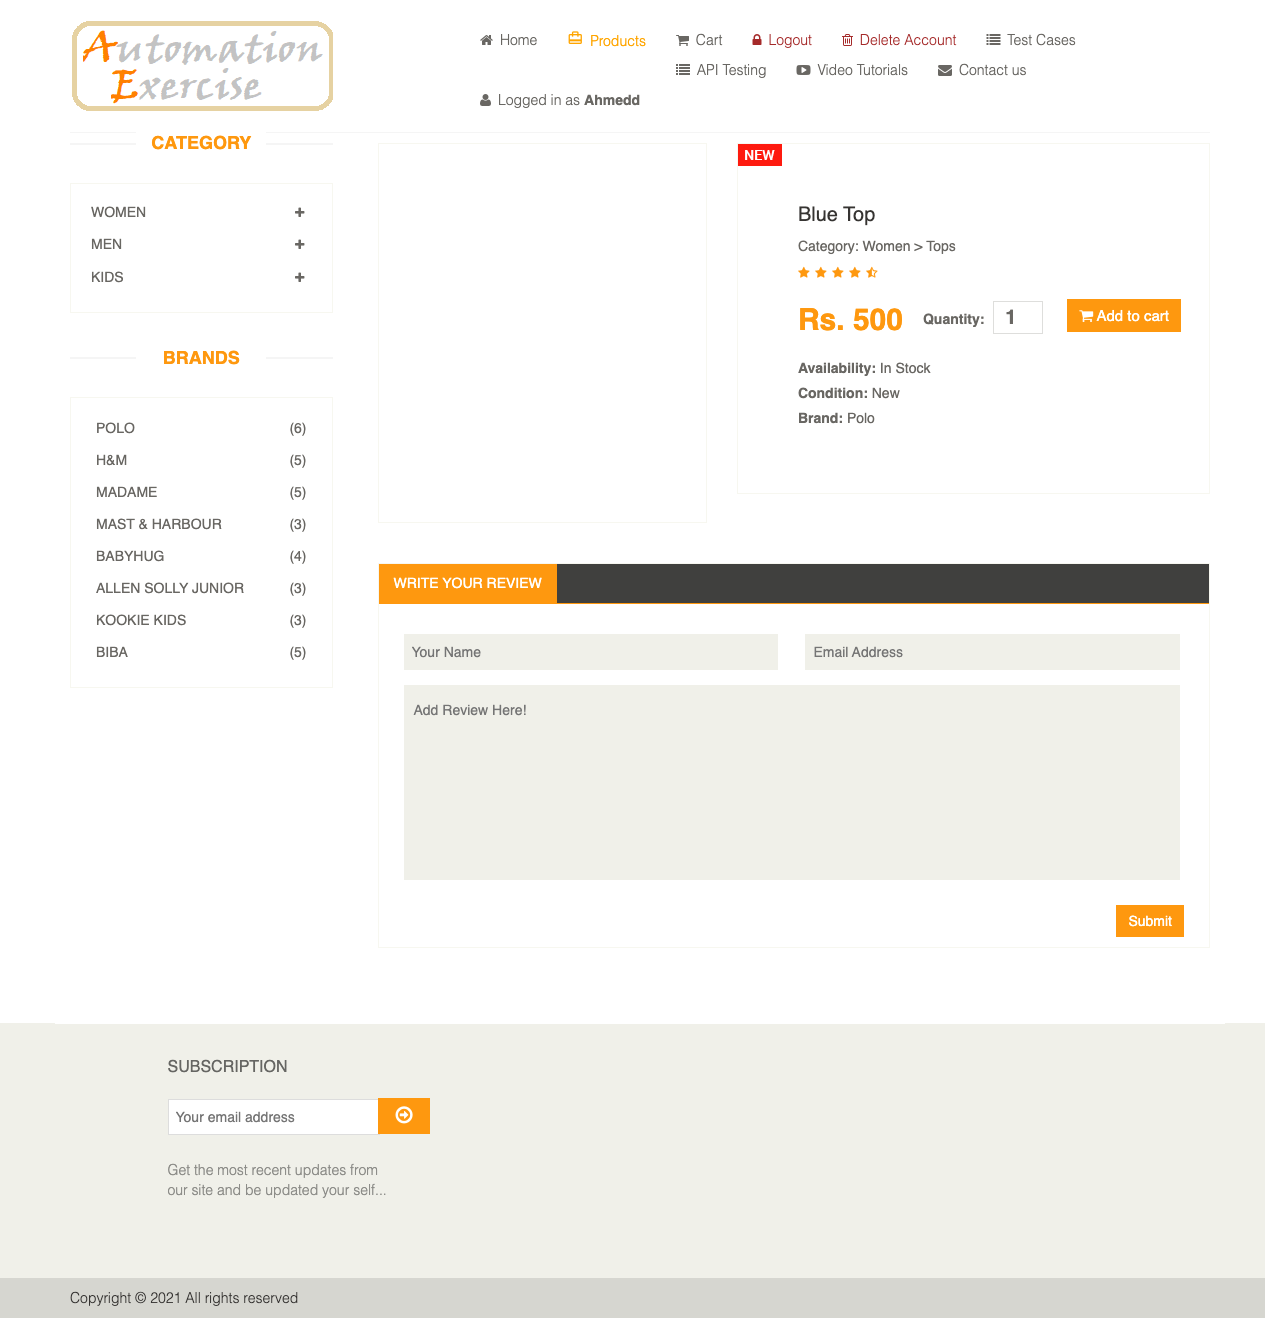 Automation
Exercise
Home
Products
Cart
Logout
Delete Account
Test Cases
API Testing
Video Tutorials
Contact us
Logged in as Ahmedd
CATEGORY
WOMEN
MEN
KIDS
BRANDS
POLO (6)
H&M (5)
MADAME (5)
MAST & HARBOUR (3)
BABYHUG (4)
ALLEN SOLLY JUNIOR (3)
KOOKIE KIDS (3)
BIBA (5)
NEW
Blue Top
Category: Women > Tops
Rs. 500 Quantity: 1 Add to cart
Availability: In Stock
Condition: New
Brand: Polo
WRITE YOUR REVIEW
Your Name
Email Address
Add Review Here!
Submit
SUBSCRIPTION
Your email address
Get the most recent updates from
our site and be updated your self...
Copyright © 2021 All rights reserved